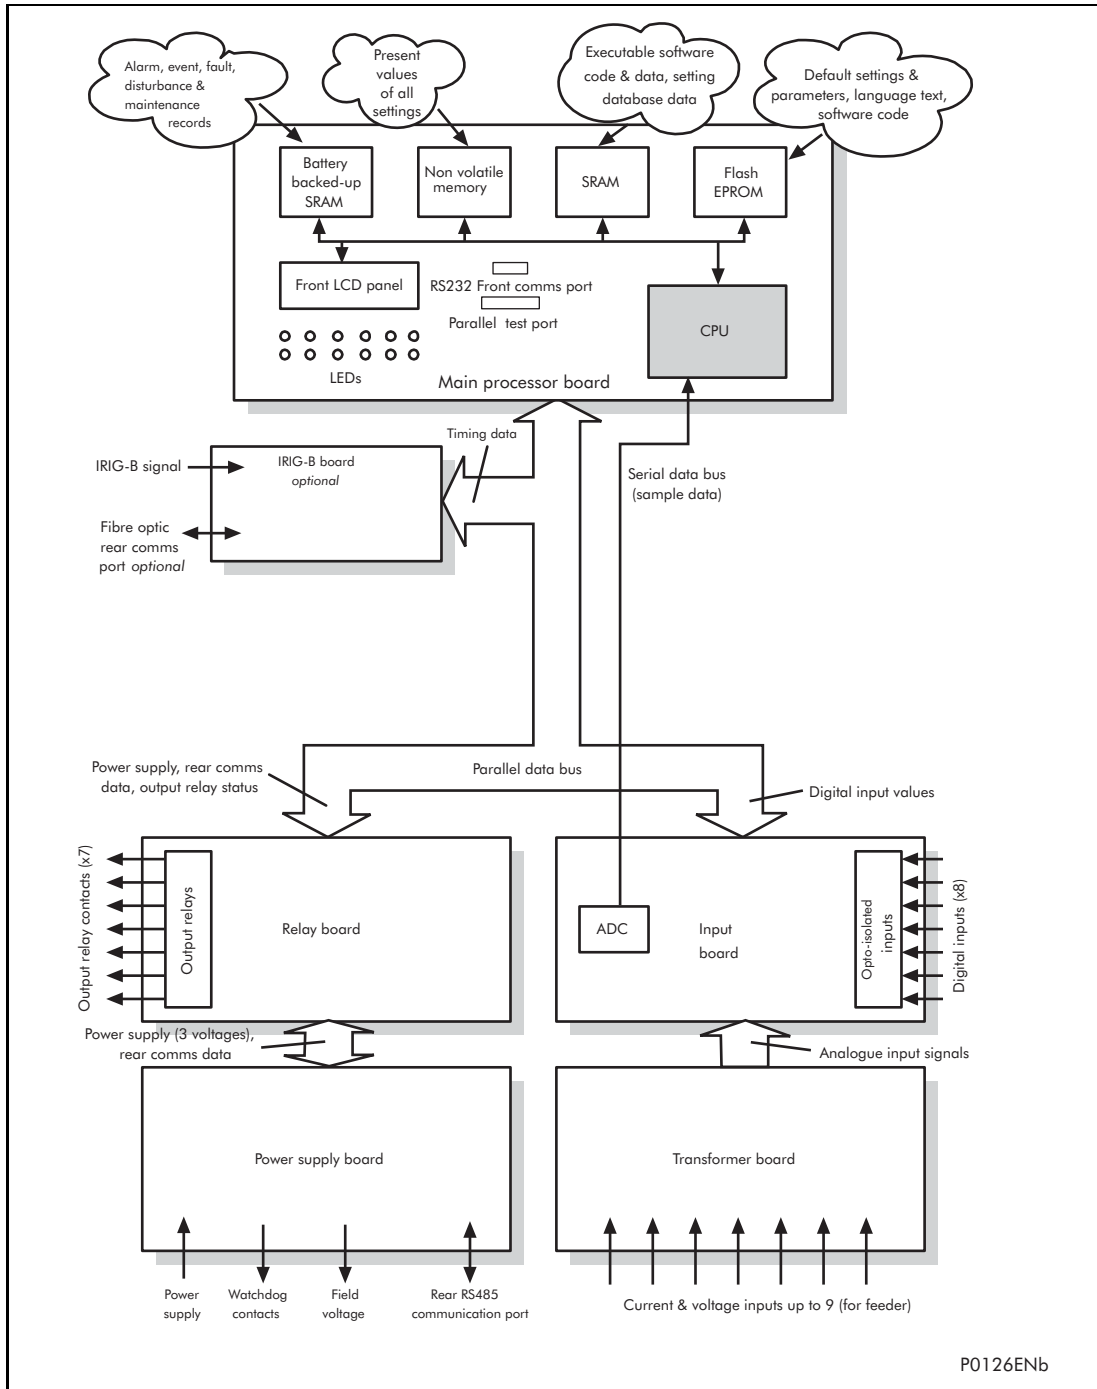 Alarm, event, fault,
disturbance &
maintenance
records
Present
values
of all
settings
Executable software
code & data, setting
database data
Default settings &
parameters, language text,
software code
Battery
backed-up
SRAM
Non volatile
memory
SRAM
Flash
EPROM
Front LCD panel
RS232 Front comms port
Parallel test port
CPU
LEDs
Main processor board
Timing data
IRIG-B signal
IRIG-B board
optional
Fibre optic
rear comms
port optional
Serial data bus
(sample data)
Power supply, rear comms
data, output relay status
Parallel data bus
Digital input values
Output relay contacts (x7)
Output relays
Relay board
ADC
Input
board
Opto-isolated
inputs
Digital inputs (x8)
Power supply (3 voltages),
rear comms data
Analogue input signals
Power supply board
Transformer board
Power
supply
Watchdog
contacts
Field
voltage
Rear RS485
communication port
Current & voltage inputs up to 9 (for feeder)
P0126ENb